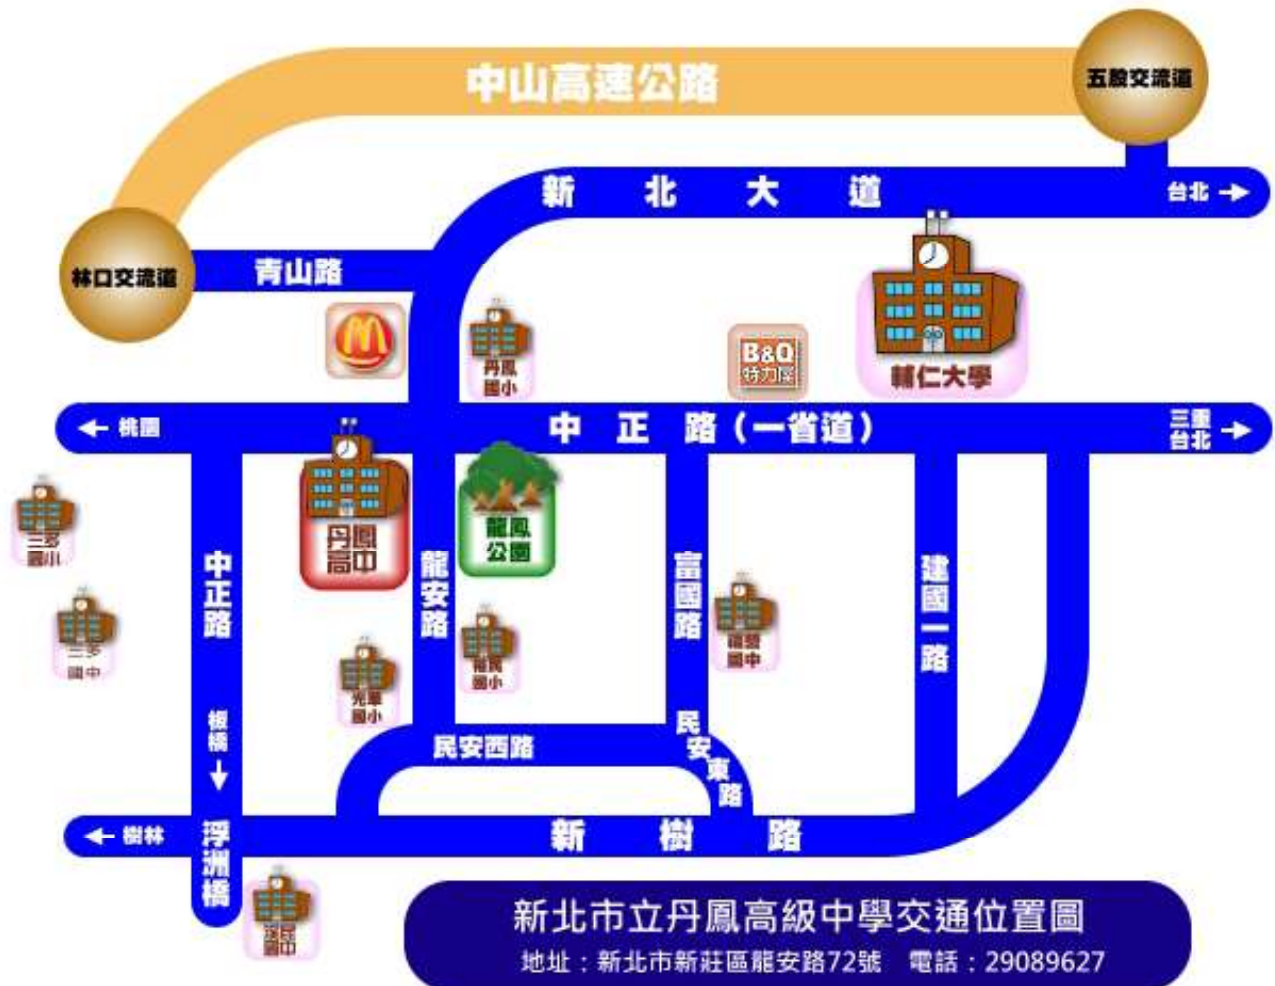 中山高速公路
五股交流道
新北大道
台北 →
林口交流道
青山路
M
丹鳳
國小
B&Q
特力屋
輔仁大學
← 桃園
中正路(一省道)
三重
台北 →
三多
國小
中正路
丹鳳
高中
龍安路
龍鳳
公園
富國路
建國一路
三多
國中
光華
國小
國小
國中
板橋 ↓
民安西路
民安東路
← 樹林
浮洲橋
新樹路
國中
新北市立丹鳳高級中學交通位置圖
地址:新北市新莊區龍安路72號 電話:29089627